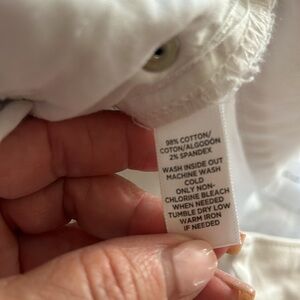 98% COTTON/
COTON/ALGODÓN
2% SPANDEX
WASH INSIDE OUT
MACHINE WASH
COLD
ONLY NON-
CHLORINE BLEACH
WHEN NEEDED
TUMBLE DRY LOW
WARM IRON
IF NEEDED